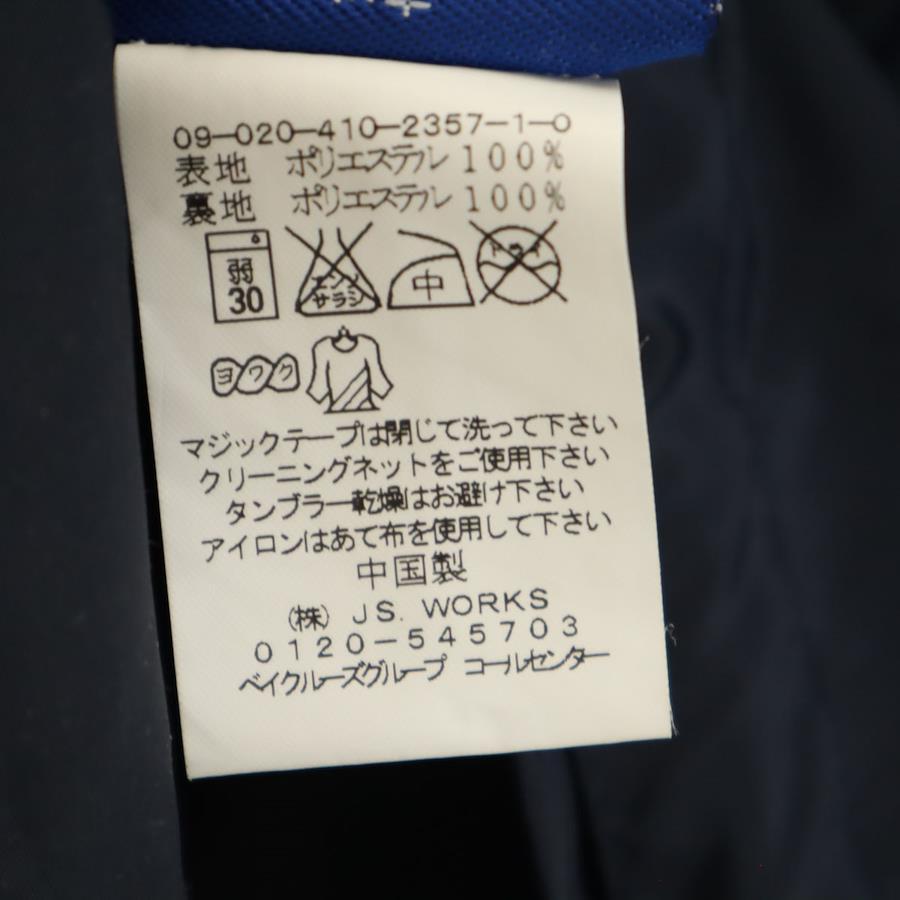 09-020-410-2357-1-0
表地 ポリエステル 100%
裏地 ポリエステル 100%
弱 30 エンソ サラシ 中 ドライ
ヨワク
マジックテープは閉じて洗って下さい
クリーニングネットをご使用下さい
タンブラー乾燥はお避け下さい
アイロンはあて布を使用して下さい
中国製
(株) JS. WORKS
0120-545703
ベイクルーズグループ コールセンター